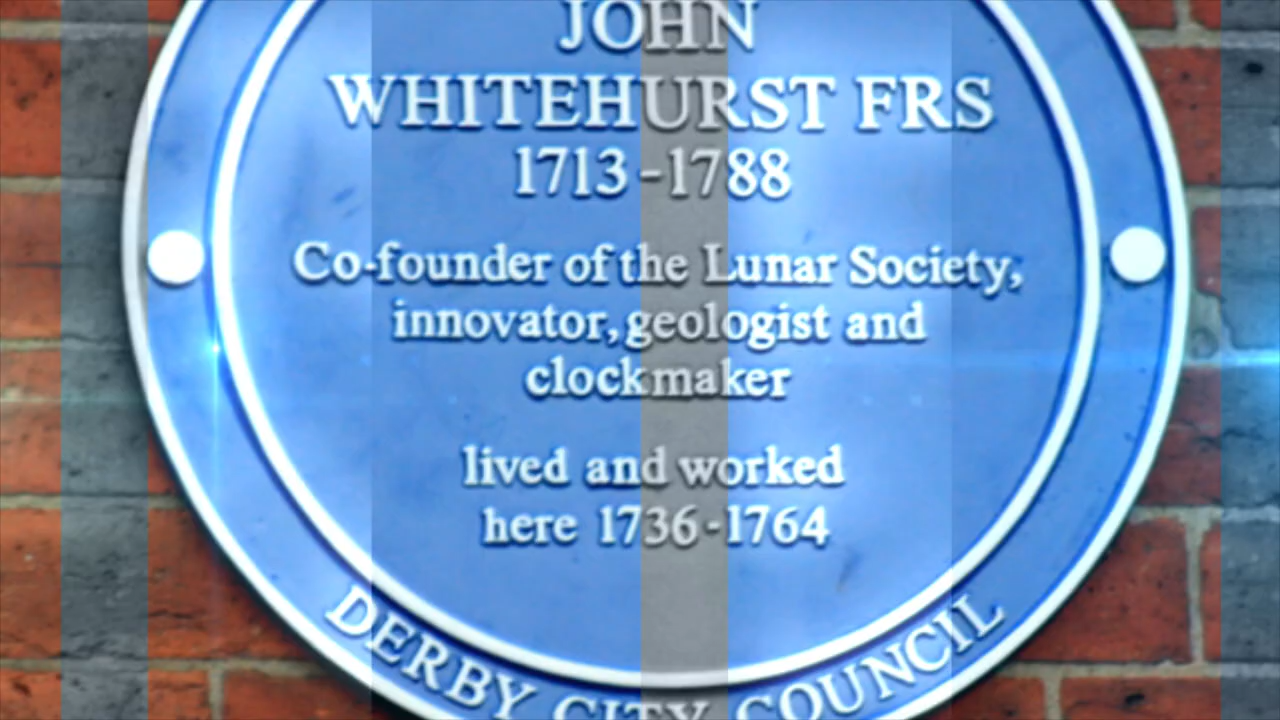 JOHN
WHITEHURST FRS
1713-1788
Co-founder of the Lunar Society,
innovator, geologist and
clockmaker
lived and worked
here 1736-1764
DERBY CITY COUNCIL